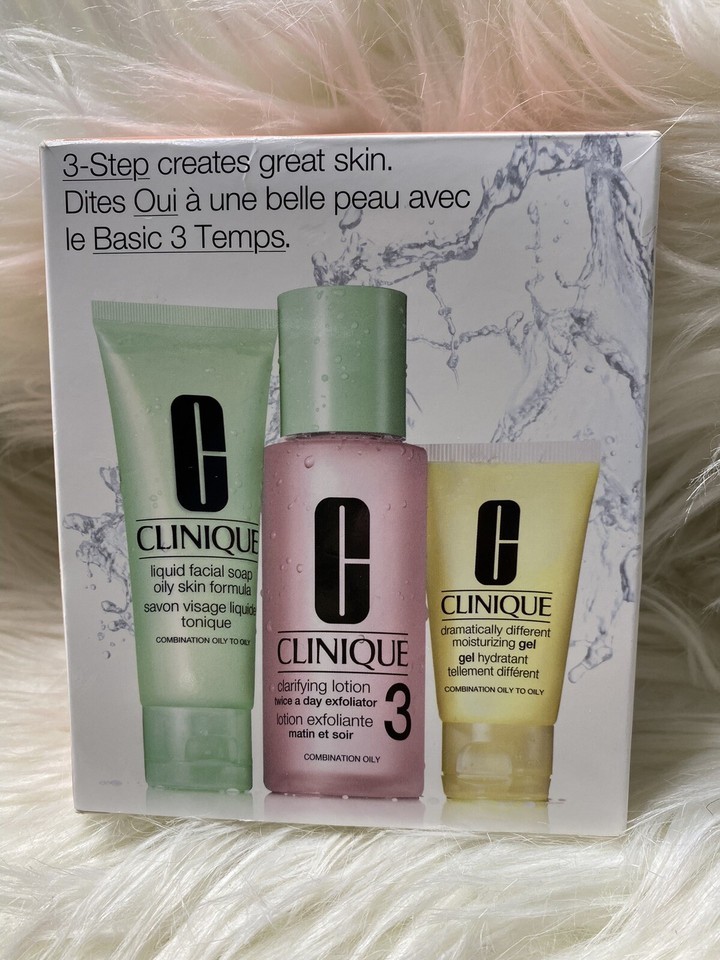 3-Step creates great skin.
Dites Oui à une belle peau avec
le Basic 3 Temps.
C
CLINIQUE
liquid facial soap
oily skin formula
savon visage liquide
tonique
COMBINATION OILY TO OILY
C
CLINIQUE
clarifying lotion
twice a day exfoliator
lotion exfoliante
matin et soir
3
COMBINATION OILY
C
CLINIQUE
dramatically different
moisturizing gel
gel hydratant
tellement différent
COMBINATION OILY TO OILY